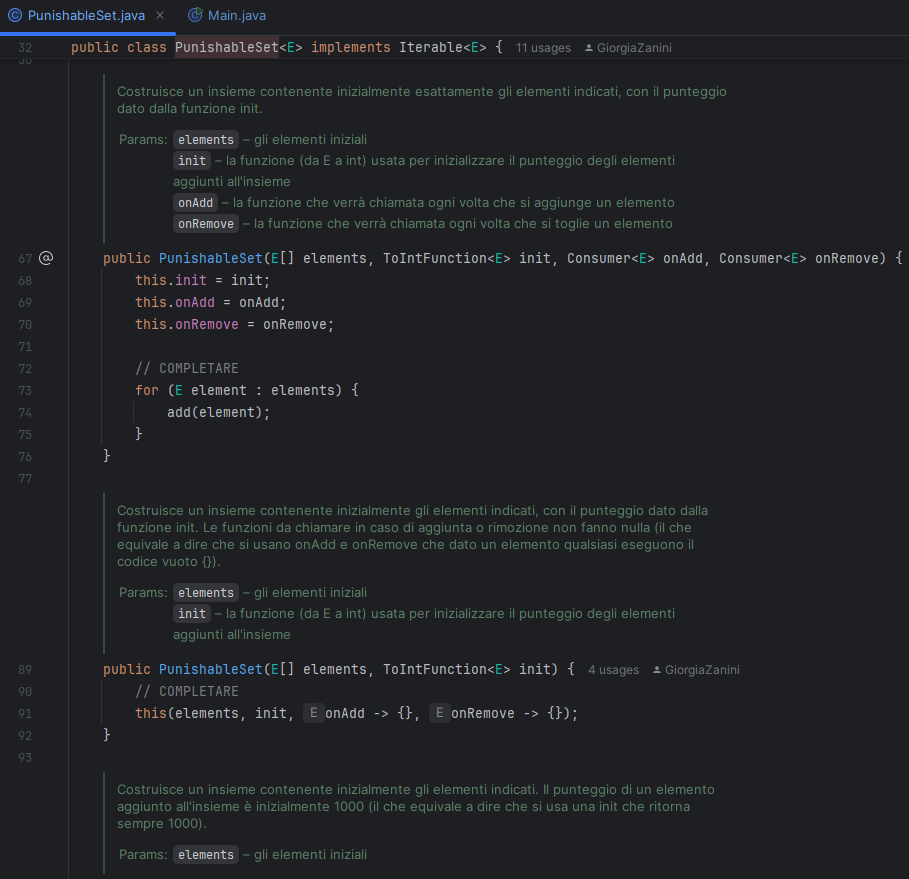 PunishableSet.java × Main.java
32 public class PunishableSet<E> implements Iterable<E> { 11 usages GiorgiaZanini
Costruisce un insieme contenente inizialmente esattamente gli elementi indicati, con il punteggio
dato dalla funzione init.
Params: elements – gli elementi iniziali
init – la funzione (da E a int) usata per inizializzare il punteggio degli elementi
aggiunti all'insieme
onAdd – la funzione che verrà chiamata ogni volta che si aggiunge un elemento
onRemove – la funzione che verrà chiamata ogni volta che si toglie un elemento
67 @ public PunishableSet(E[] elements, ToIntFunction<E> init, Consumer<E> onAdd, Consumer<E> onRemove) {
68 this.init = init;
69 this.onAdd = onAdd;
70 this.onRemove = onRemove;
71
72 // COMPLETARE
73 for (E element : elements) {
74 add(element);
75 }
76 }
77
Costruisce un insieme contenente inizialmente gli elementi indicati, con il punteggio dato dalla
funzione init. Le funzioni da chiamare in caso di aggiunta o rimozione non fanno nulla (il che
equivale a dire che si usano onAdd e onRemove che dato un elemento qualsiasi eseguono il
codice vuoto {}).
Params: elements – gli elementi iniziali
init – la funzione (da E a int) usata per inizializzare il punteggio degli elementi
aggiunti all'insieme
89 public PunishableSet(E[] elements, ToIntFunction<E> init) { 4 usages GiorgiaZanini
90 // COMPLETARE
91 this(elements, init, E onAdd -> {}, E onRemove -> {});
92 }
93
Costruisce un insieme contenente inizialmente gli elementi indicati. Il punteggio di un elemento
aggiunto all'insieme è inizialmente 1000 (il che equivale a dire che si usa una init che ritorna
sempre 1000).
Params: elements – gli elementi iniziali